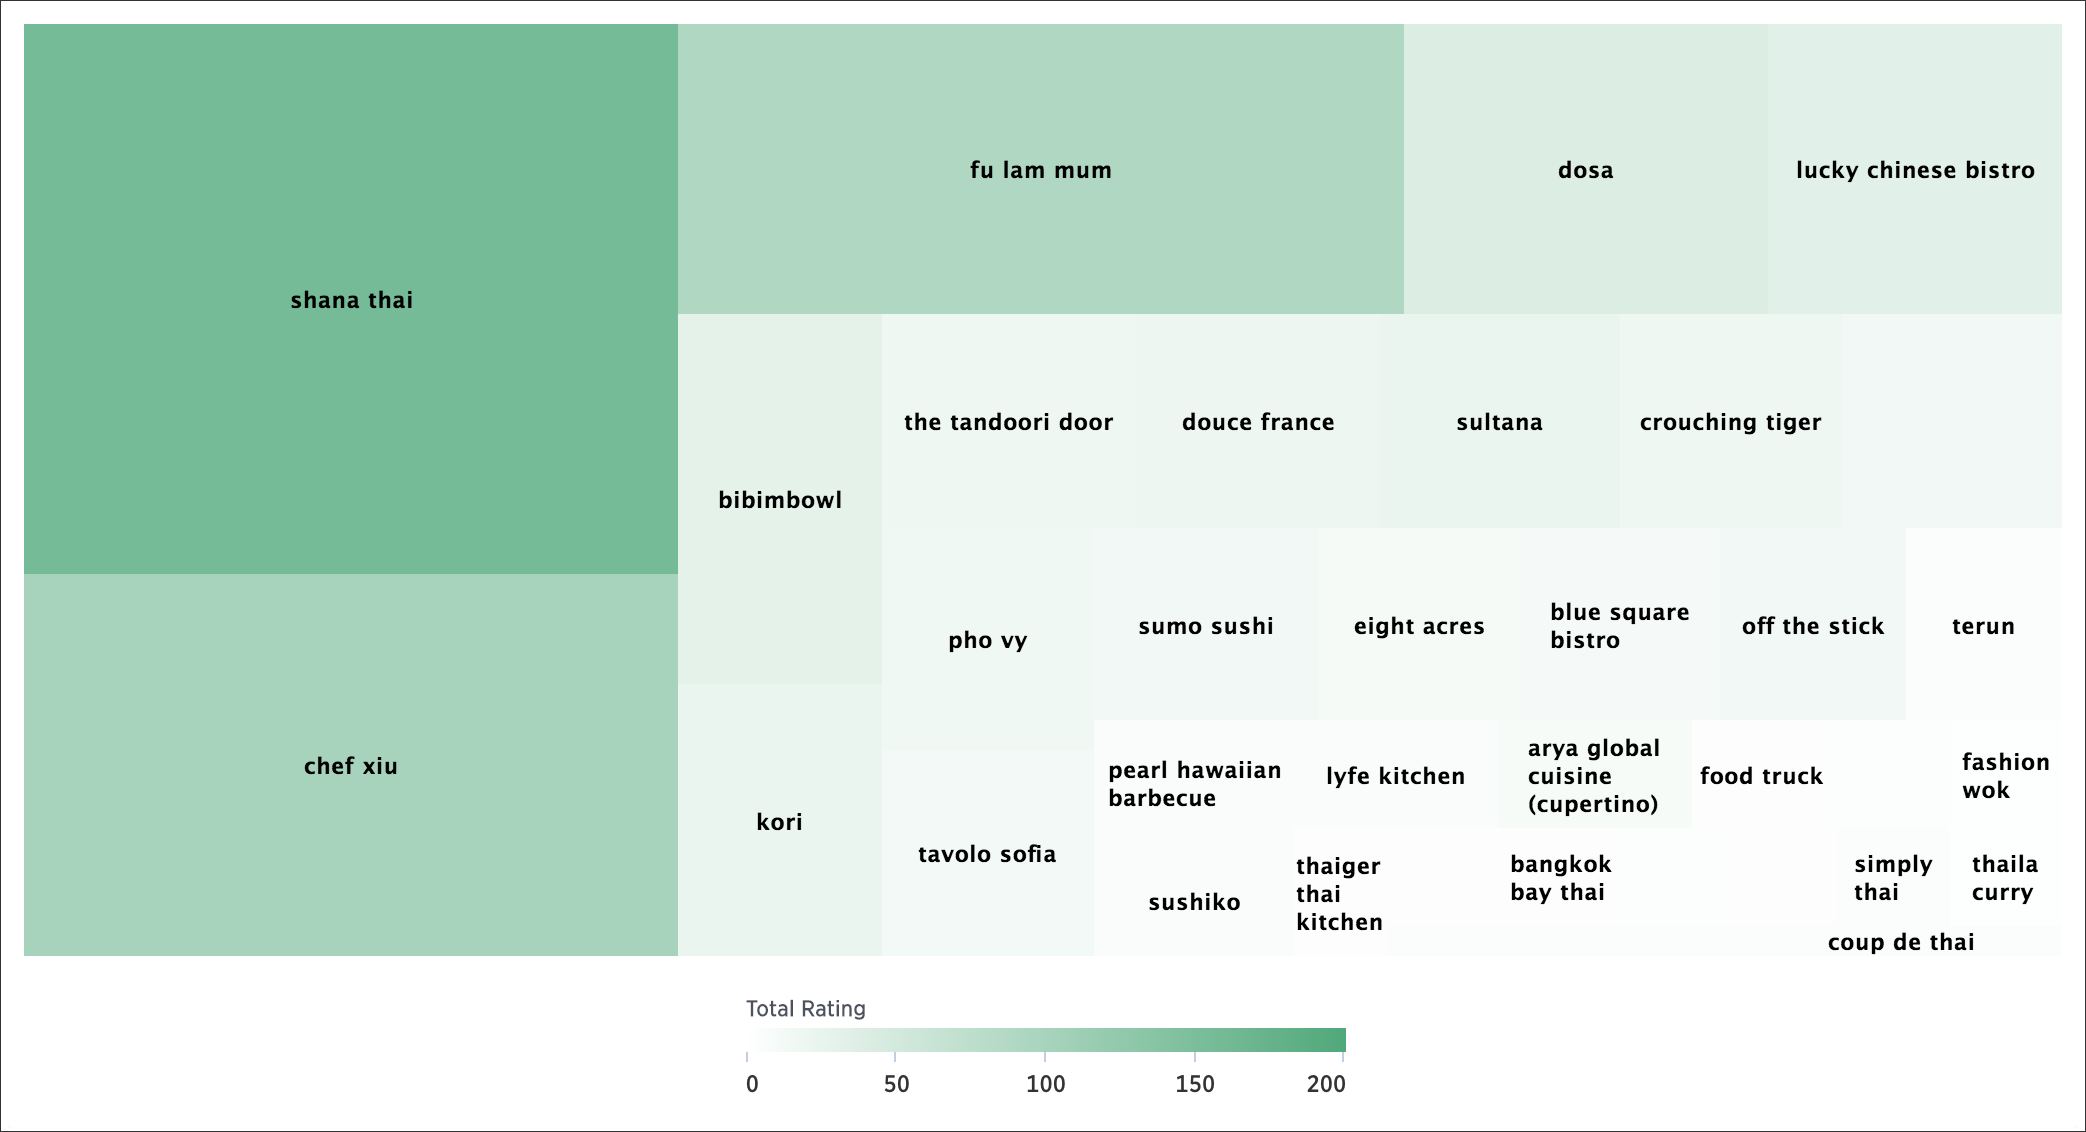 shana thai
fu lam mum
dosa
lucky chinese bistro
bibimbowl
the tandoori door
douce france
sultana
crouching tiger
pho vy
sumo sushi
eight acres
blue square
bistro
off the stick
terun
chef xiu
kori
tavolo sofia
pearl hawaiian
barbecue
lyfe kitchen
arya global
cuisine
(cupertino)
food truck
fashion
wok
sushiko
thaiger
thai
kitchen
bangkok
bay thai
simply
thai
thaila
curry
coup de thai
Total Rating
0
50
100
150
200